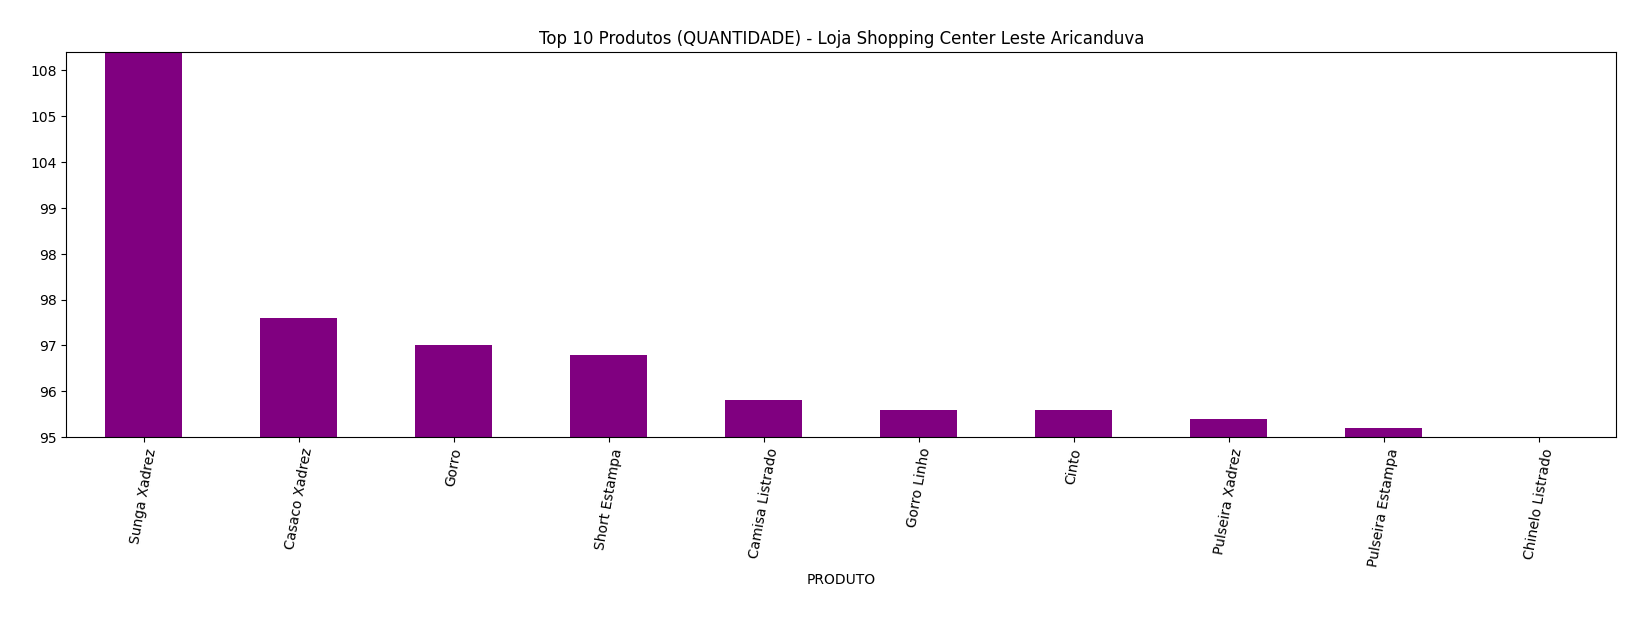 Top 10 Produtos (QUANTIDADE) - Loja Shopping Center Leste Aricanduva
108
105
104
99
98
98
97
96
95
Sunga Xadrez
Casaco Xadrez
Gorro
Short Estampa
Camisa Listrado
Gorro Linho
Cinto
Pulseira Xadrez
Pulseira Estampa
Chinelo Listrado
PRODUTO